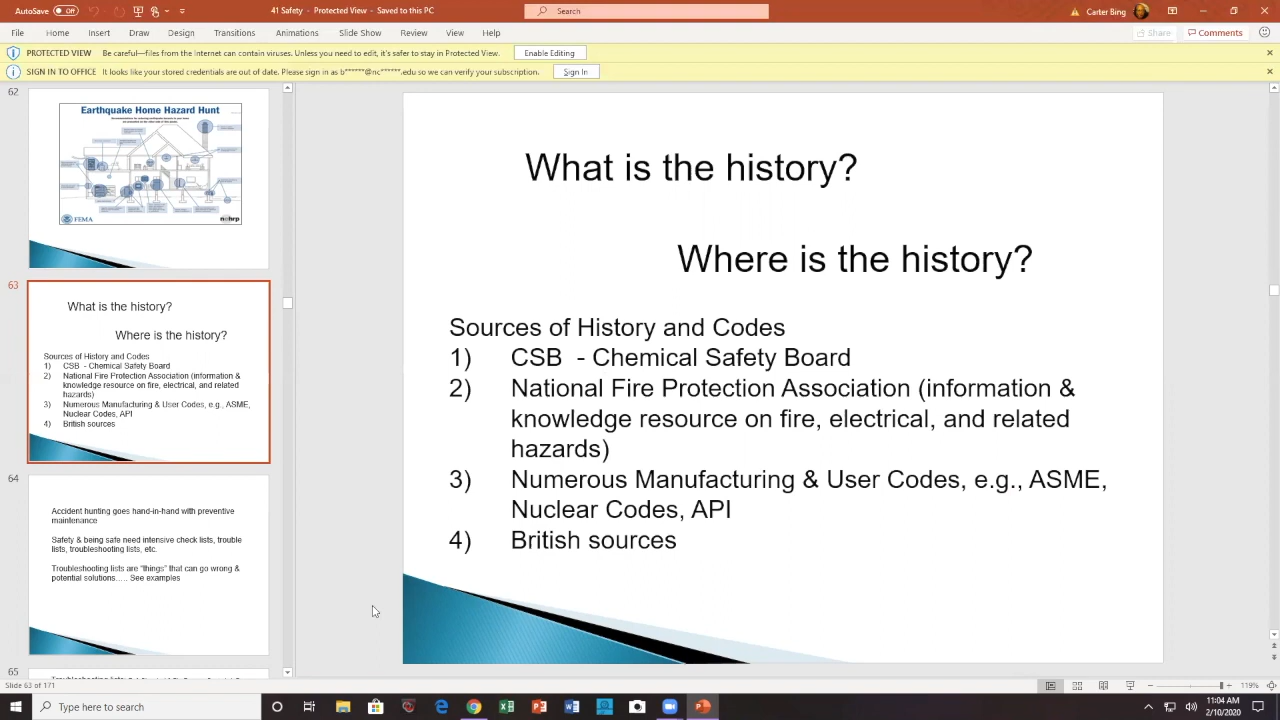 AutoSave Off
41 Safety - Protected View - Saved to this PC
Search
Carter Bing
File Home Insert Draw Design Transitions Animations Slide Show Review View Help
Share Comments
PROTECTED VIEW Be careful—files from the Internet can contain viruses. Unless you need to edit, it's safer to stay in Protected View. Enable Editing
SIGN IN TO OFFICE It looks like your stored credentials are out of date. Please sign in as b******@nc******.edu so we can verify your subscription. Sign In
62
Earthquake Home Hazard Hunt
FEMA
nehrp
63
What is the history?
Where is the history?
Sources of History and Codes
1) CSB - Chemical Safety Board
2) National Fire Protection Association (information &
knowledge resource on fire, electrical, and related
hazards)
3) Numerous Manufacturing & User Codes, e.g., ASME,
Nuclear Codes, API
4) British sources
64
Accident hunting goes hand-in-hand with preventive
maintenance
Safety & being safe need intensive check lists, trouble
lists, troubleshooting lists, etc.
Troubleshooting lists are "things" that can go wrong &
potential solutions..... See examples
65
What is the history?
Where is the history?
Sources of History and Codes
1) CSB - Chemical Safety Board
2) National Fire Protection Association (information &
knowledge resource on fire, electrical, and related
hazards)
3) Numerous Manufacturing & User Codes, e.g., ASME,
Nuclear Codes, API
4) British sources
Slide 63 of 171
119%
Type here to search
11:04 AM
2/10/2020